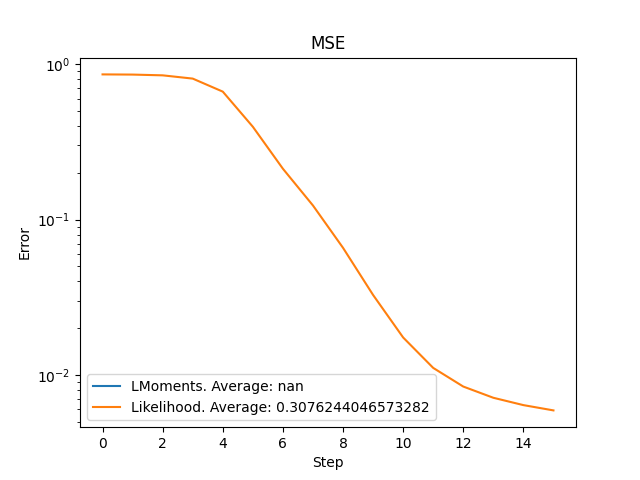 MSE
10⁰
10⁻¹
10⁻²
Error
LMoments. Average: nan
Likelihood. Average: 0.3076244046573282
0 2 4 6 8 10 12 14
Step